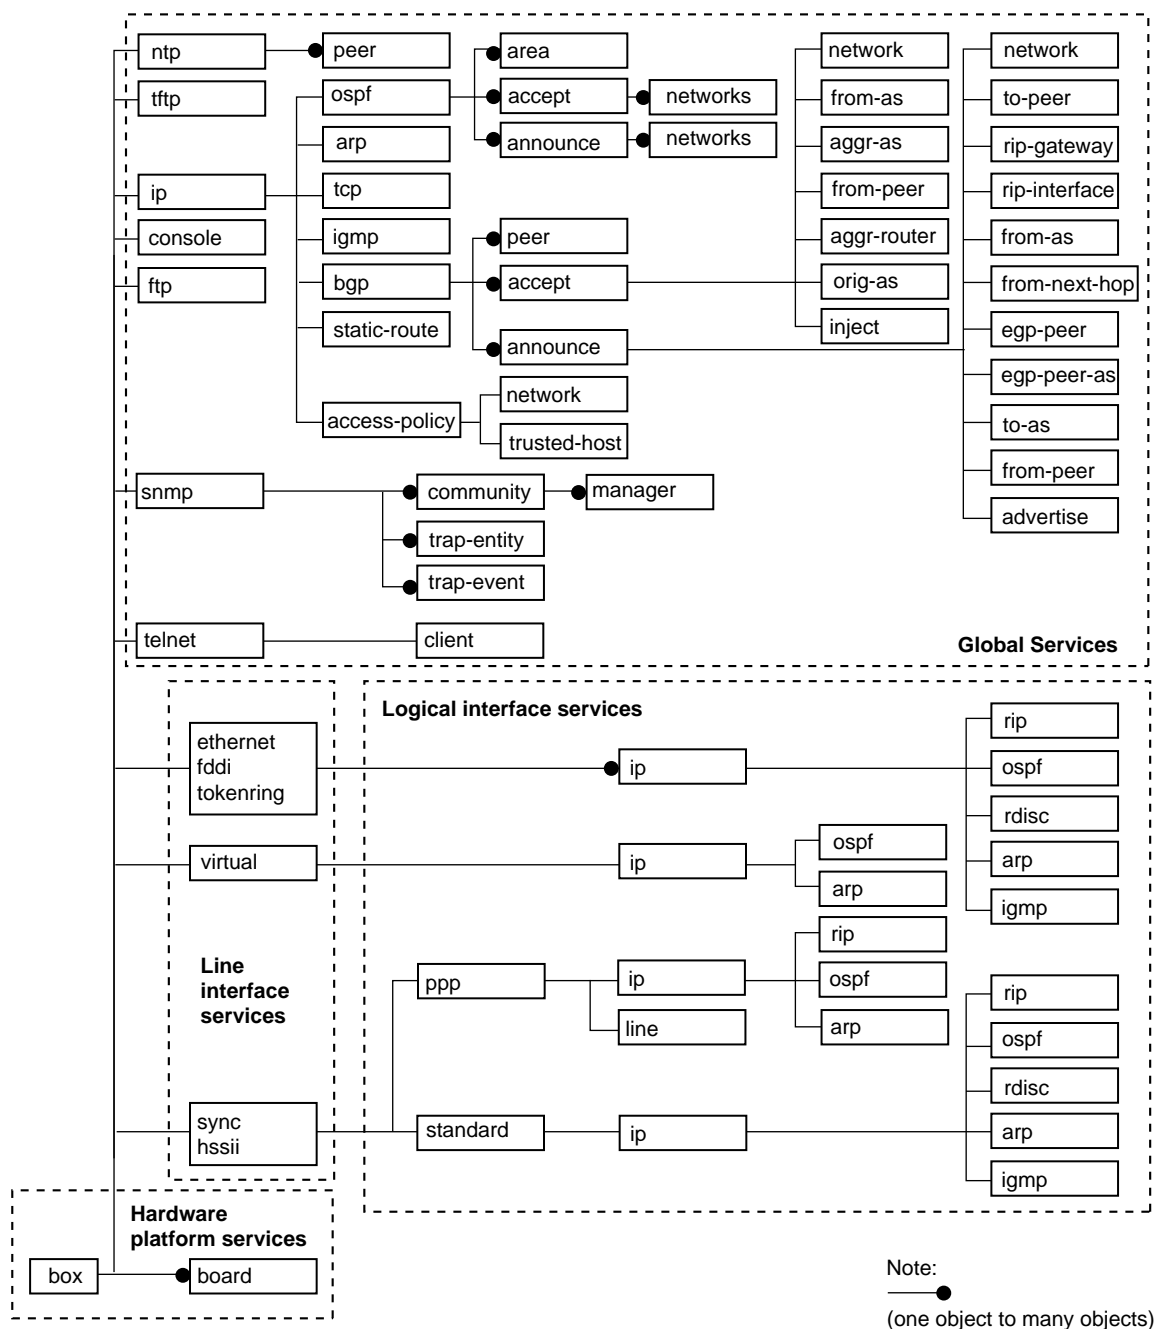 ntp
peer
area
network
network
tftp
ospf
accept
networks
from-as
to-peer
arp
announce
networks
aggr-as
rip-gateway
ip
tcp
from-peer
rip-interface
console
igmp
peer
aggr-router
from-as
ftp
bgp
accept
orig-as
from-next-hop
static-route
announce
inject
egp-peer
egp-peer-as
access-policy
network
to-as
trusted-host
from-peer
snmp
community
manager
advertise
trap-entity
trap-event
telnet
client
Global Services
Logical interface services
ethernet
fddi
tokenring
ip
rip
ospf
rdisc
arp
igmp
virtual
ip
ospf
arp
Line
interface
services
ppp
ip
line
rip
ospf
arp
sync
hssii
standard
ip
rip
ospf
rdisc
arp
igmp
Hardware
platform services
box
board
Note:
(one object to many objects)